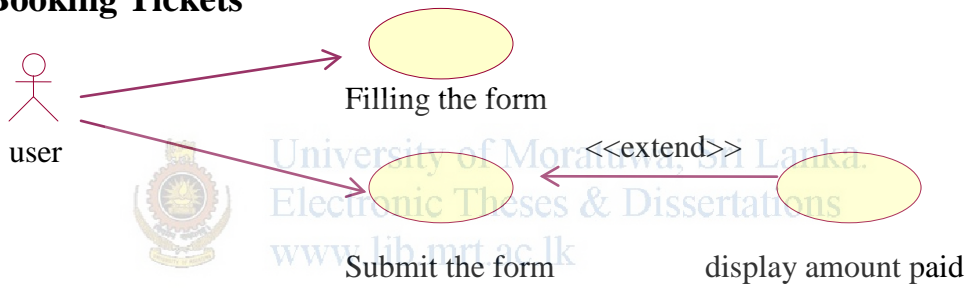 Booking Tickets
Filling the form
user
<<extend>>
University of Moratuwa, Sri Lanka.
Electronic Theses & Dissertations
www.lib.mrt.ac.lk
Submit the form
display amount paid